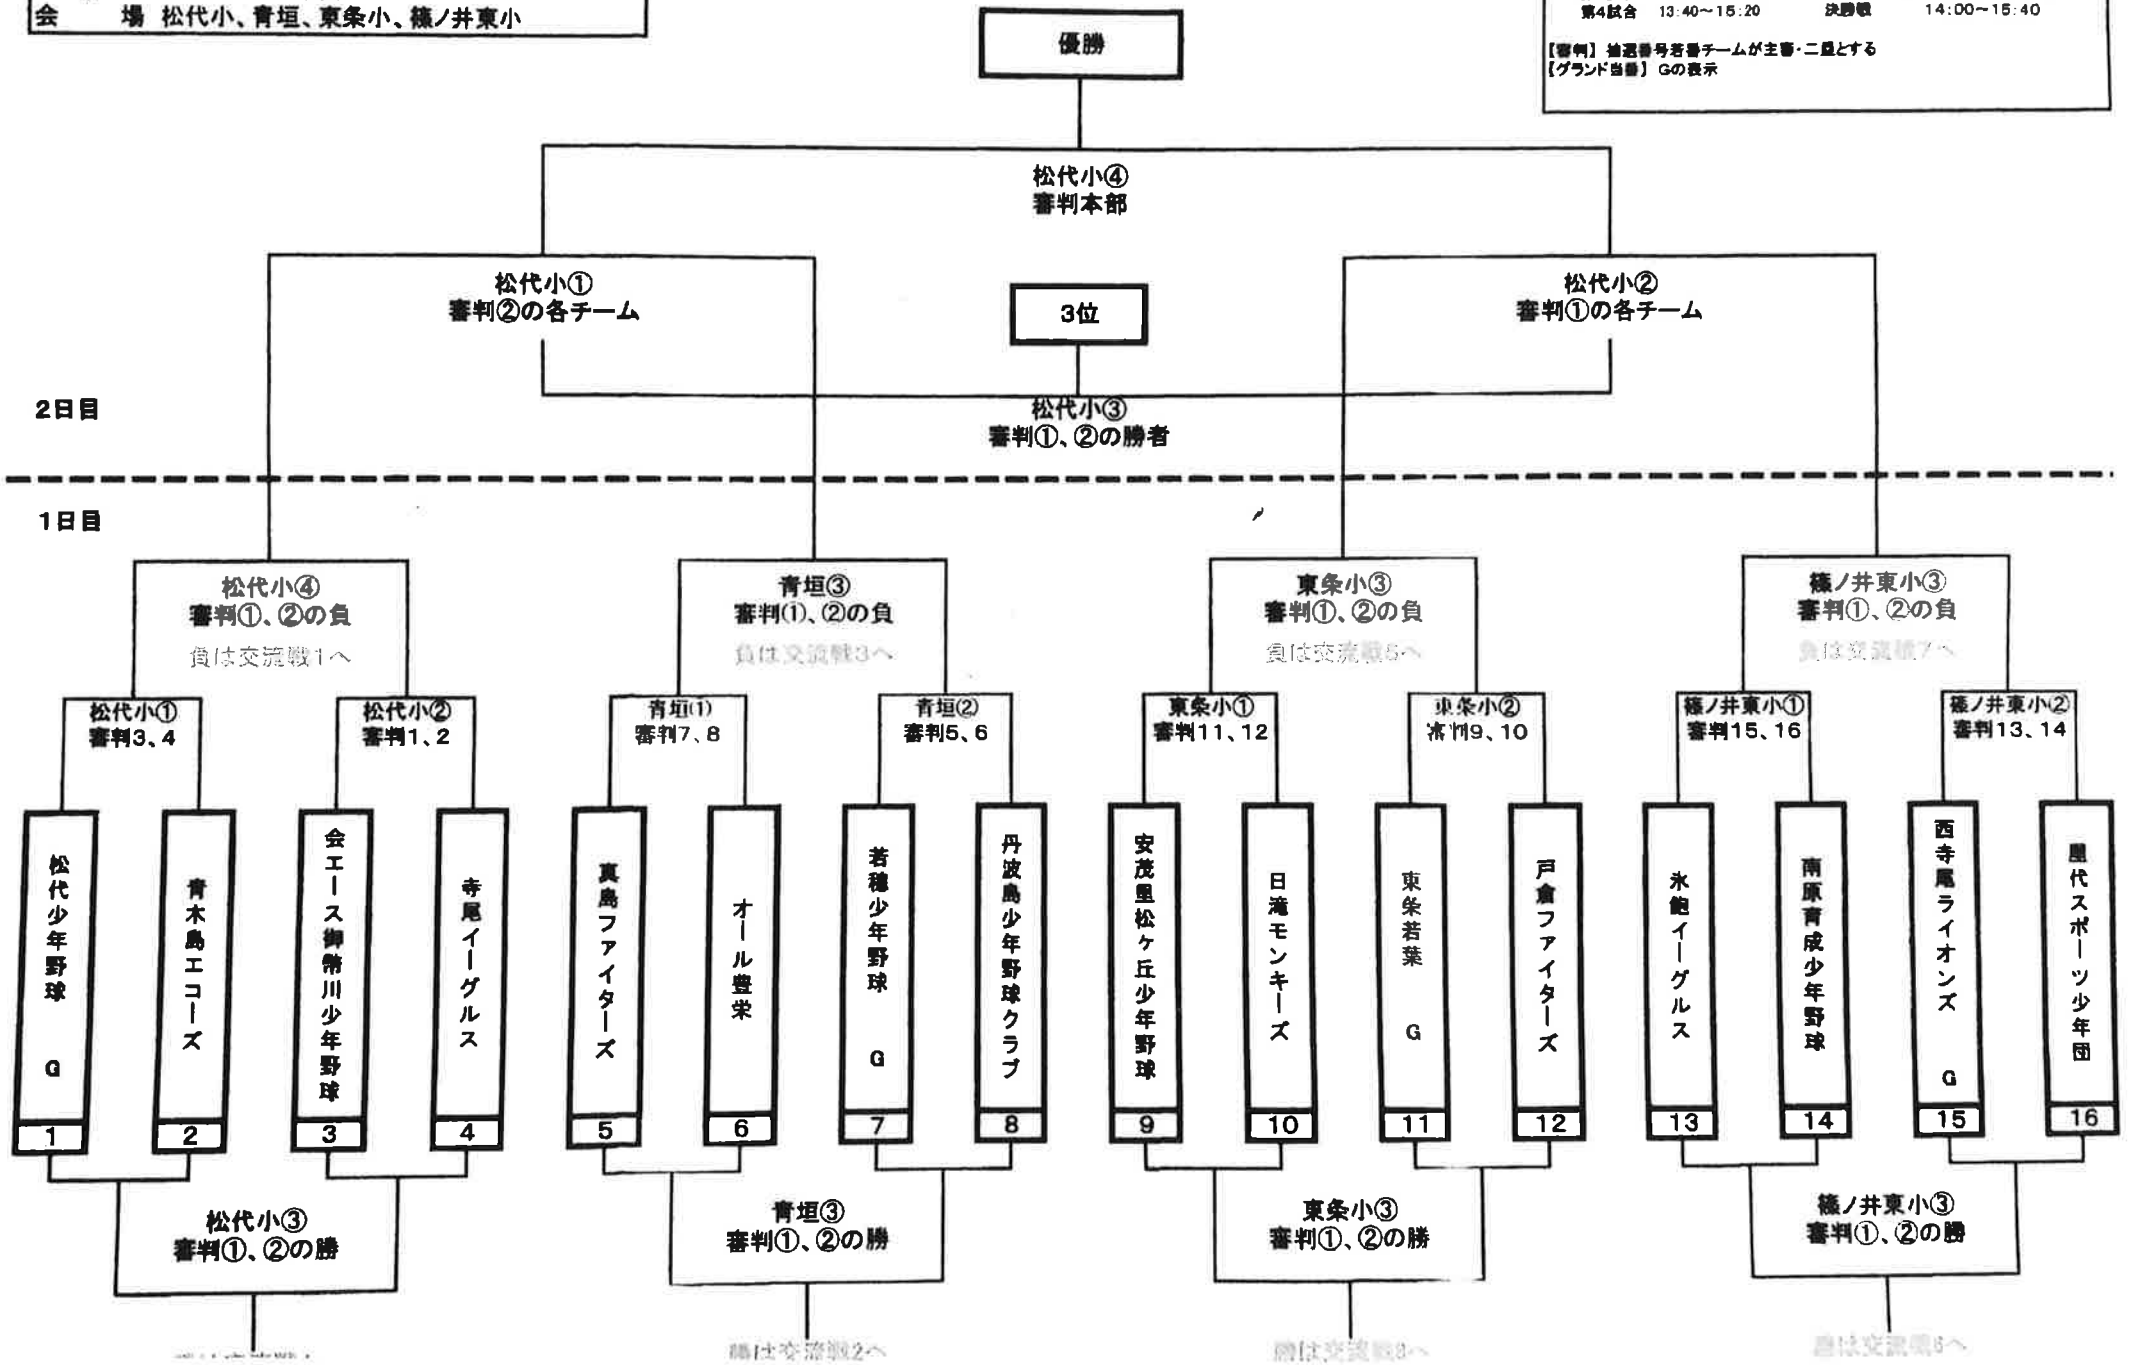 会 場 松代小、青垣、東条小、篠ノ井東小
第4試合 13:40～15:20 決勝戦 14:00～15:40
【審判】 抽選番号若番チームが主審・二塁とする
【グランド当番】 Gの表示
優勝
松代小④
審判本部
松代小①
審判②の各チーム
3位
松代小②
審判①の各チーム
2日目
松代小③
審判①、②の勝者
1日目
松代小④
審判①、②の負
負は交流戦1へ
青垣③
審判(1)、②の負
負は交流戦3へ
東条小③
審判①、②の負
負は交流戦5へ
篠ノ井東小③
審判①、②の負
負は交流戦7へ
松代小①
審判3、4
松代小②
審判1、2
青垣(1)
審判7、8
青垣②
審判5、6
東条小①
審判11、12
東条小②
審判9、10
篠ノ井東小①
審判15、16
篠ノ井東小②
審判13、14
松代少年野球 G
青木島エコーズ
会エース御幣川少年野球
寺尾イーグルス
真島ファイターズ
オール豊栄
若穂少年野球 G
丹波島少年野球クラブ
安茂里松ヶ丘少年野球
日滝モンキーズ
東条若葉 G
戸倉ファイターズ
氷鉋イーグルス
南原育成少年野球
西寺尾ライオンズ G
屋代スポーツ少年団
1
2
3
4
5
6
7
8
9
10
11
12
13
14
15
16
松代小③
審判①、②の勝
青垣③
審判①、②の勝
東条小③
審判①、②の勝
篠ノ井東小③
審判①、②の勝
勝は交流戦2へ